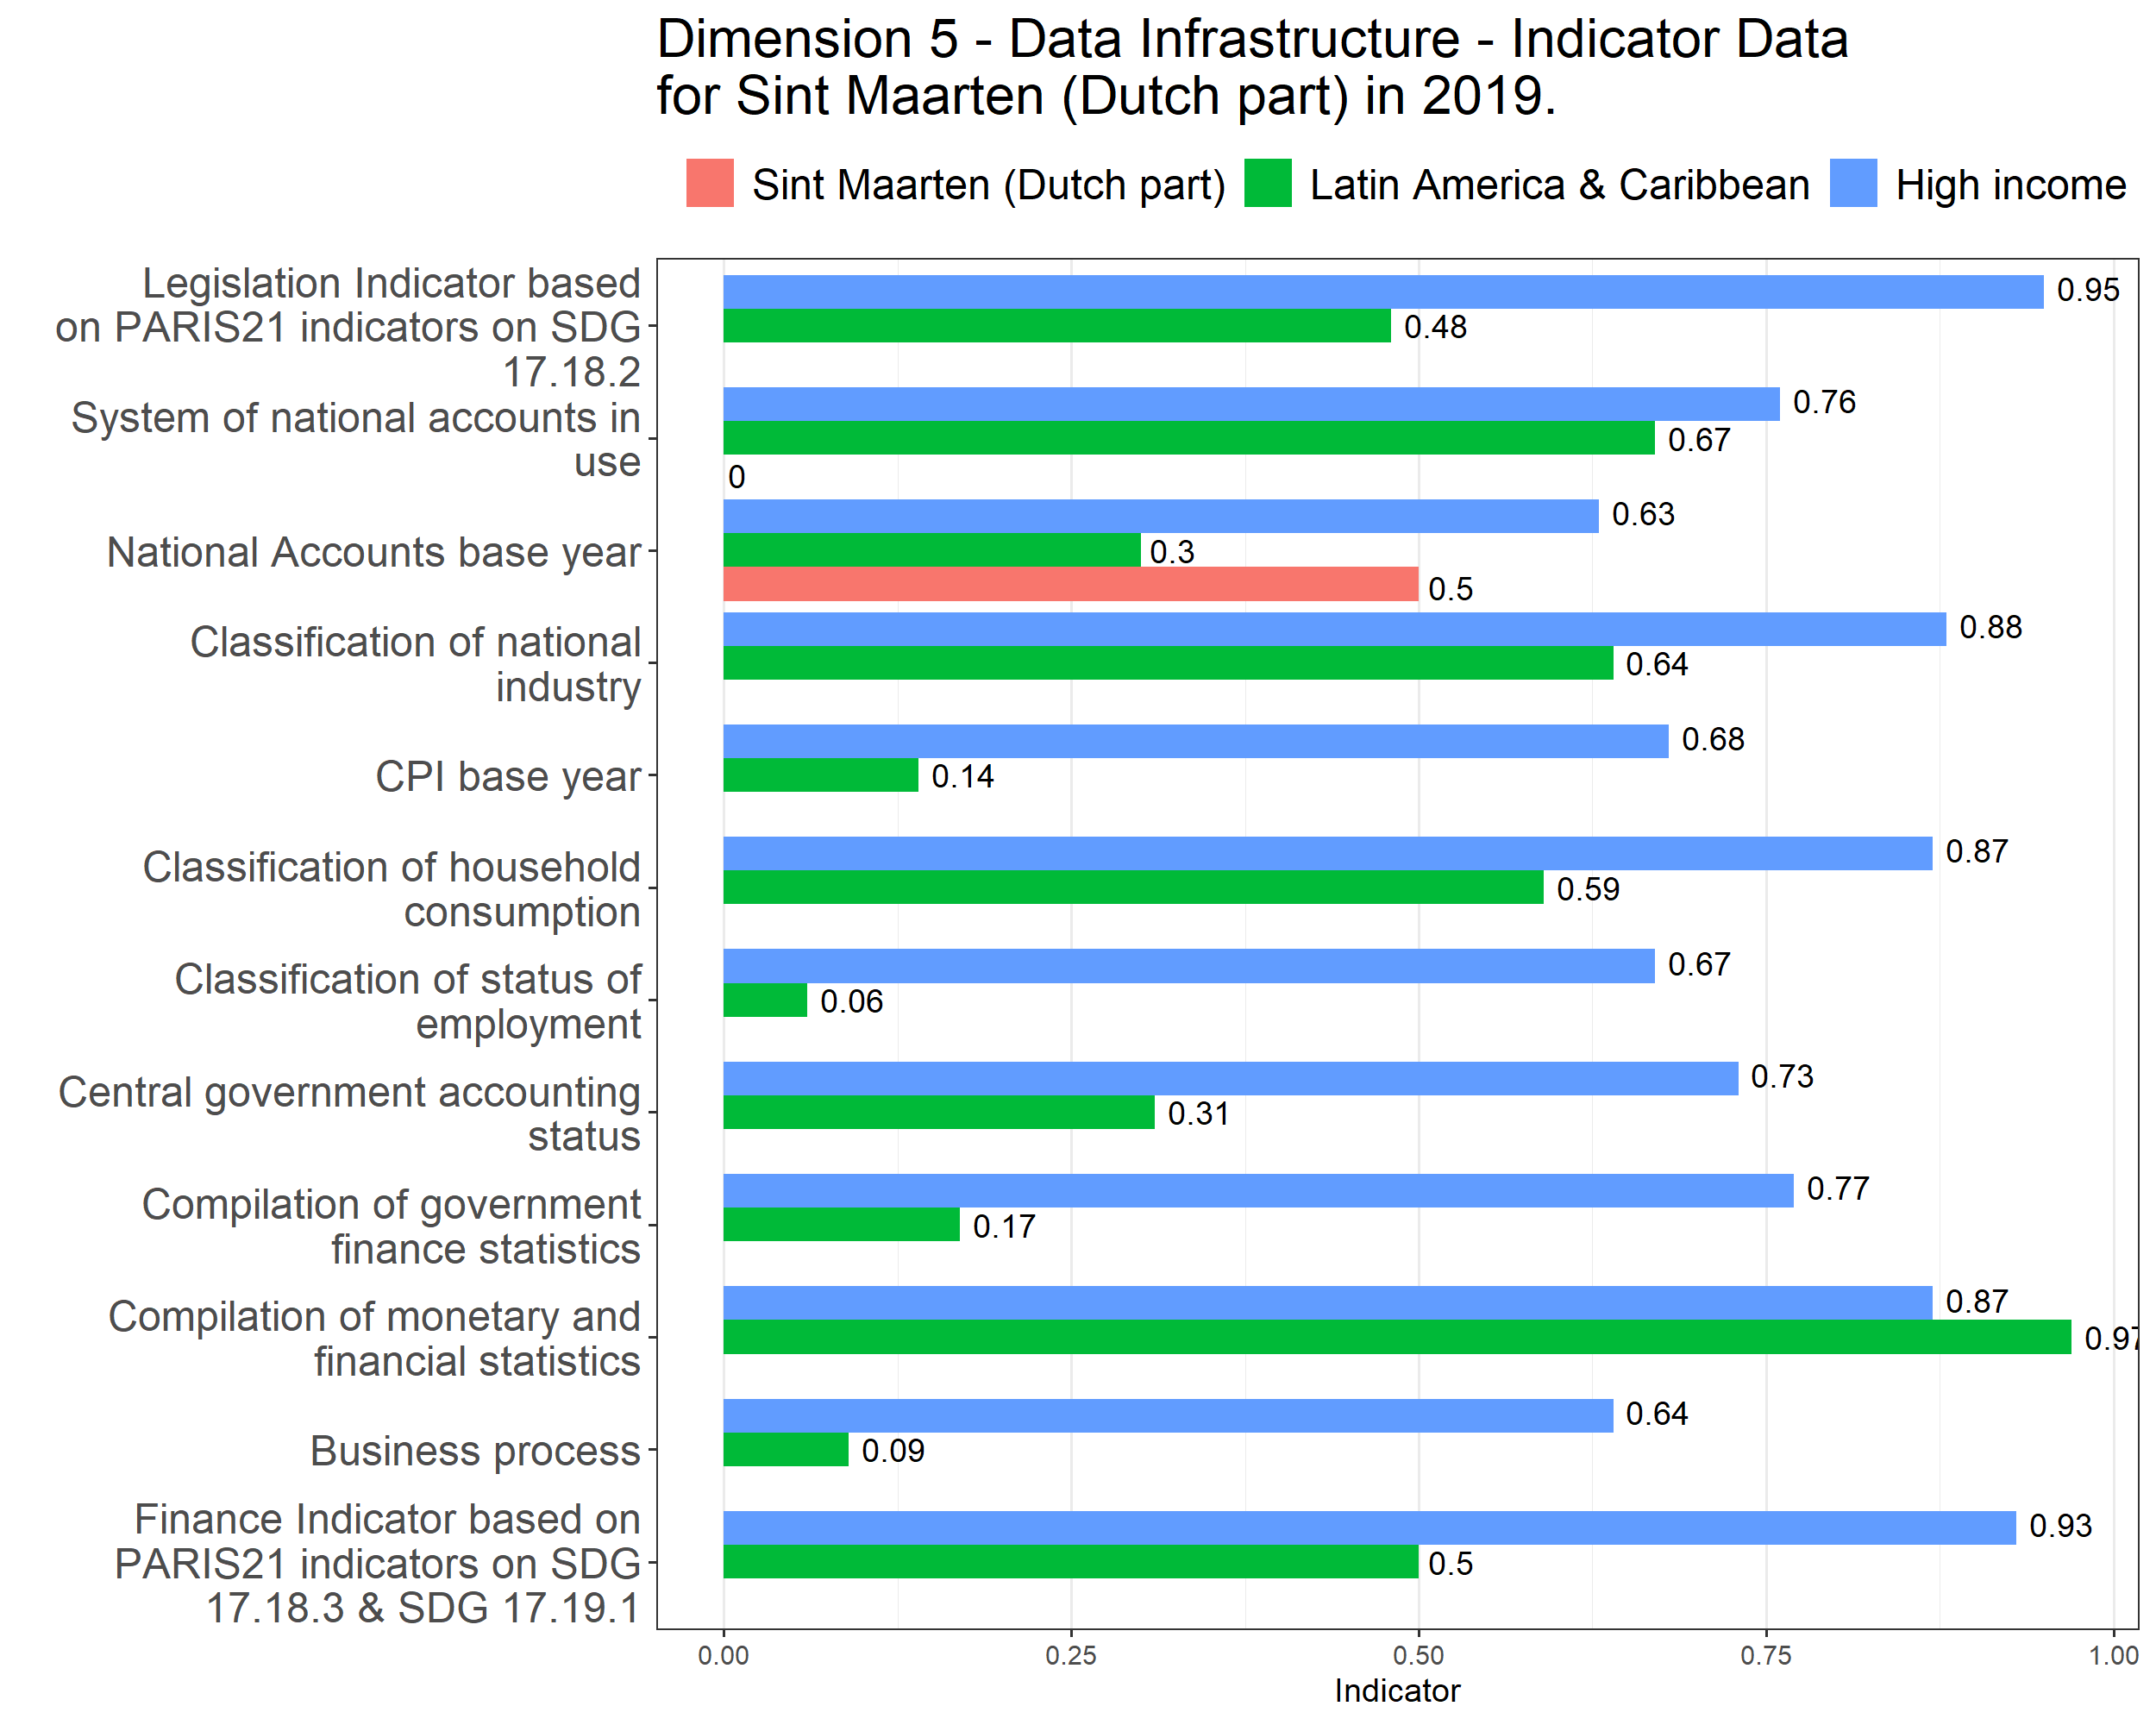 Dimension 5 - Data Infrastructure - Indicator Data
for Sint Maarten (Dutch part) in 2019.
Sint Maarten (Dutch part)
Latin America & Caribbean
High income
Legislation Indicator based
on PARIS21 indicators on SDG
17.18.2
0.95
0.48
System of national accounts in
use
0.76
0.67
0
National Accounts base year
0.63
0.3
0.5
Classification of national
industry
0.88
0.64
CPI base year
0.68
0.14
Classification of household
consumption
0.87
0.59
Classification of status of
employment
0.67
0.06
Central government accounting
status
0.73
0.31
Compilation of government
finance statistics
0.77
0.17
Compilation of monetary and
financial statistics
0.87
0.97
Business process
0.64
0.09
Finance Indicator based on
PARIS21 indicators on SDG
17.18.3 & SDG 17.19.1
0.93
0.5
0.00
0.25
0.50
0.75
1.00
Indicator